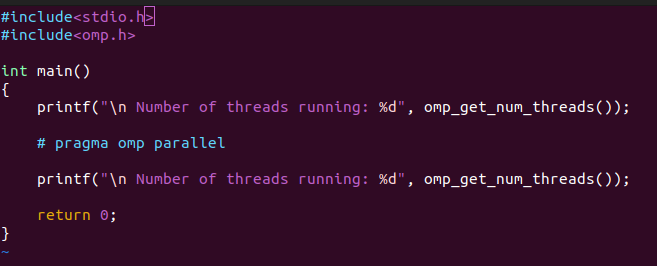 #include<stdio.h>
#include<omp.h>
int main()
{
printf("\n Number of threads running: %d", omp_get_num_threads());
# pragma omp parallel
printf("\n Number of threads running: %d", omp_get_num_threads());
return 0;
}
~